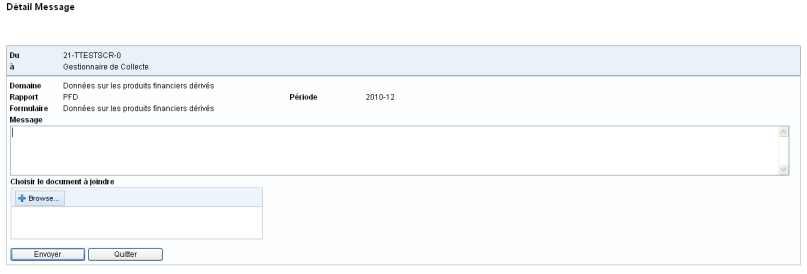 Détail Message
Du 21-TTESTSCR-0
à Gestionnaire de Collecte
Domaine Données sur les produits financiers dérivés
Rapport PFD Période 2010-12
Formulaire Données sur les produits financiers dérivés
Message
Choisir le document à joindre
Browse...
Envoyer Quitter